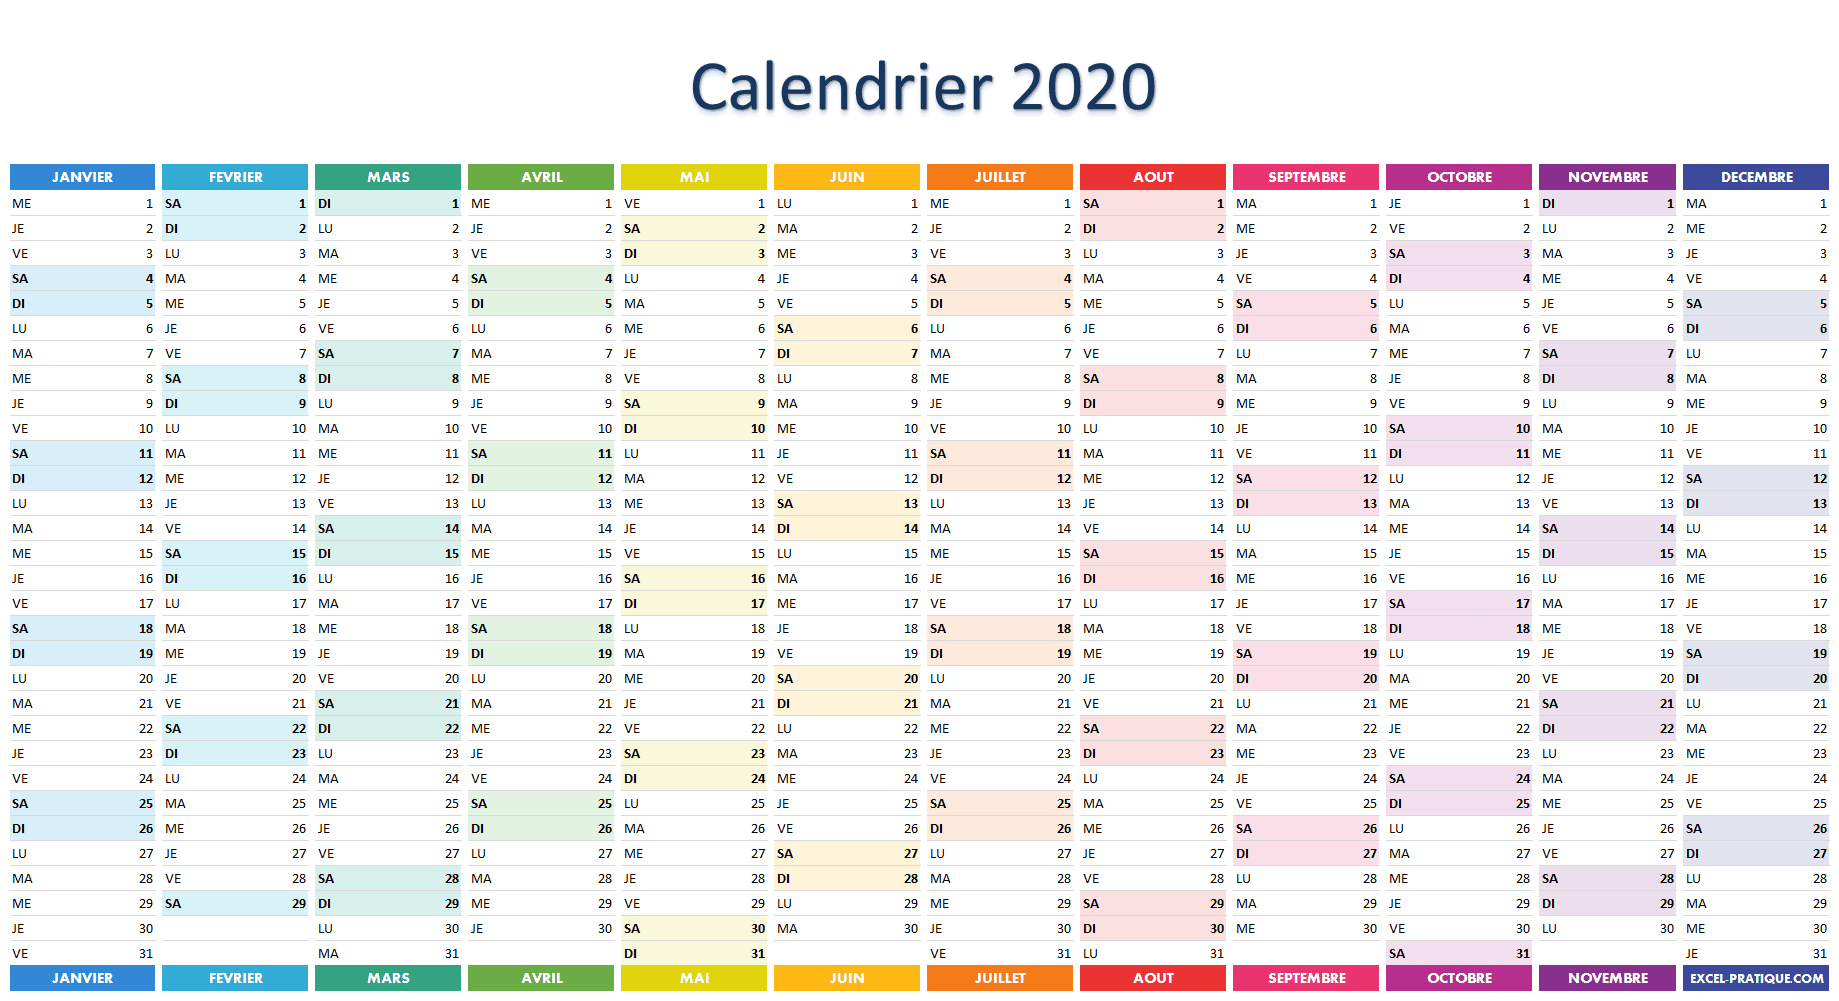 Calendrier 2020
JANVIER FEVRIER MARS AVRIL MAI JUIN JUILLET AOUT SEPTEMBRE OCTOBRE NOVEMBRE DECEMBRE
ME 1 SA 1 DI 1 ME 1 VE 1 LU 1 ME 1 SA 1 MA 1 JE 1 DI 1 MA 1
JE 2 DI 2 LU 2 JE 2 SA 2 MA 2 JE 2 DI 2 ME 2 VE 2 LU 2 ME 2
VE 3 LU 3 MA 3 VE 3 DI 3 ME 3 VE 3 LU 3 JE 3 SA 3 MA 3 JE 3
SA 4 MA 4 ME 4 SA 4 LU 4 JE 4 SA 4 MA 4 VE 4 DI 4 ME 4 VE 4
DI 5 ME 5 JE 5 DI 5 MA 5 VE 5 DI 5 ME 5 SA 5 LU 5 JE 5 SA 5
LU 6 JE 6 VE 6 LU 6 ME 6 SA 6 LU 6 JE 6 DI 6 MA 6 VE 6 DI 6
MA 7 VE 7 SA 7 MA 7 JE 7 DI 7 MA 7 VE 7 LU 7 ME 7 SA 7 LU 7
ME 8 SA 8 DI 8 ME 8 VE 8 LU 8 ME 8 SA 8 MA 8 JE 8 DI 8 MA 8
JE 9 DI 9 LU 9 JE 9 SA 9 MA 9 JE 9 DI 9 ME 9 VE 9 LU 9 ME 9
VE 10 LU 10 MA 10 VE 10 DI 10 ME 10 VE 10 LU 10 JE 10 SA 10 MA 10 JE 10
SA 11 MA 11 ME 11 SA 11 LU 11 JE 11 SA 11 MA 11 VE 11 DI 11 ME 11 VE 11
DI 12 ME 12 JE 12 DI 12 MA 12 VE 12 DI 12 ME 12 SA 12 LU 12 JE 12 SA 12
LU 13 JE 13 VE 13 LU 13 ME 13 SA 13 LU 13 JE 13 DI 13 MA 13 VE 13 DI 13
MA 14 VE 14 SA 14 MA 14 JE 14 DI 14 MA 14 VE 14 LU 14 ME 14 SA 14 LU 14
ME 15 SA 15 DI 15 ME 15 VE 15 LU 15 ME 15 SA 15 MA 15 JE 15 DI 15 MA 15
JE 16 DI 16 LU 16 JE 16 SA 16 MA 16 JE 16 DI 16 ME 16 VE 16 LU 16 ME 16
VE 17 LU 17 MA 17 VE 17 DI 17 ME 17 VE 17 LU 17 JE 17 SA 17 MA 17 JE 17
SA 18 MA 18 ME 18 SA 18 LU 18 JE 18 SA 18 MA 18 VE 18 DI 18 ME 18 VE 18
DI 19 ME 19 JE 19 DI 19 MA 19 VE 19 DI 19 ME 19 SA 19 LU 19 JE 19 SA 19
LU 20 JE 20 VE 20 LU 20 ME 20 SA 20 LU 20 JE 20 DI 20 MA 20 VE 20 DI 20
MA 21 VE 21 SA 21 MA 21 JE 21 DI 21 MA 21 VE 21 LU 21 ME 21 SA 21 LU 21
ME 22 SA 22 DI 22 ME 22 VE 22 LU 22 ME 22 SA 22 MA 22 JE 22 DI 22 MA 22
JE 23 DI 23 LU 23 JE 23 SA 23 MA 23 JE 23 DI 23 ME 23 VE 23 LU 23 ME 23
VE 24 LU 24 MA 24 VE 24 DI 24 ME 24 VE 24 LU 24 JE 24 SA 24 MA 24 JE 24
SA 25 MA 25 ME 25 SA 25 LU 25 JE 25 SA 25 MA 25 VE 25 DI 25 ME 25 VE 25
DI 26 ME 26 JE 26 DI 26 MA 26 VE 26 DI 26 ME 26 SA 26 LU 26 JE 26 SA 26
LU 27 JE 27 VE 27 LU 27 ME 27 SA 27 LU 27 JE 27 DI 27 MA 27 VE 27 DI 27
MA 28 VE 28 SA 28 MA 28 JE 28 DI 28 MA 28 VE 28 LU 28 ME 28 SA 28 LU 28
ME 29 SA 29 DI 29 ME 29 VE 29 LU 29 ME 29 SA 29 MA 29 JE 29 DI 29 MA 29
JE 30 LU 30 JE 30 SA 30 MA 30 JE 30 DI 30 ME 30 VE 30 LU 30 ME 30
VE 31 MA 31 DI 31 VE 31 LU 31 SA 31 JE 31
JANVIER FEVRIER MARS AVRIL MAI JUIN JUILLET AOUT SEPTEMBRE OCTOBRE NOVEMBRE EXCEL-PRATIQUE.COM